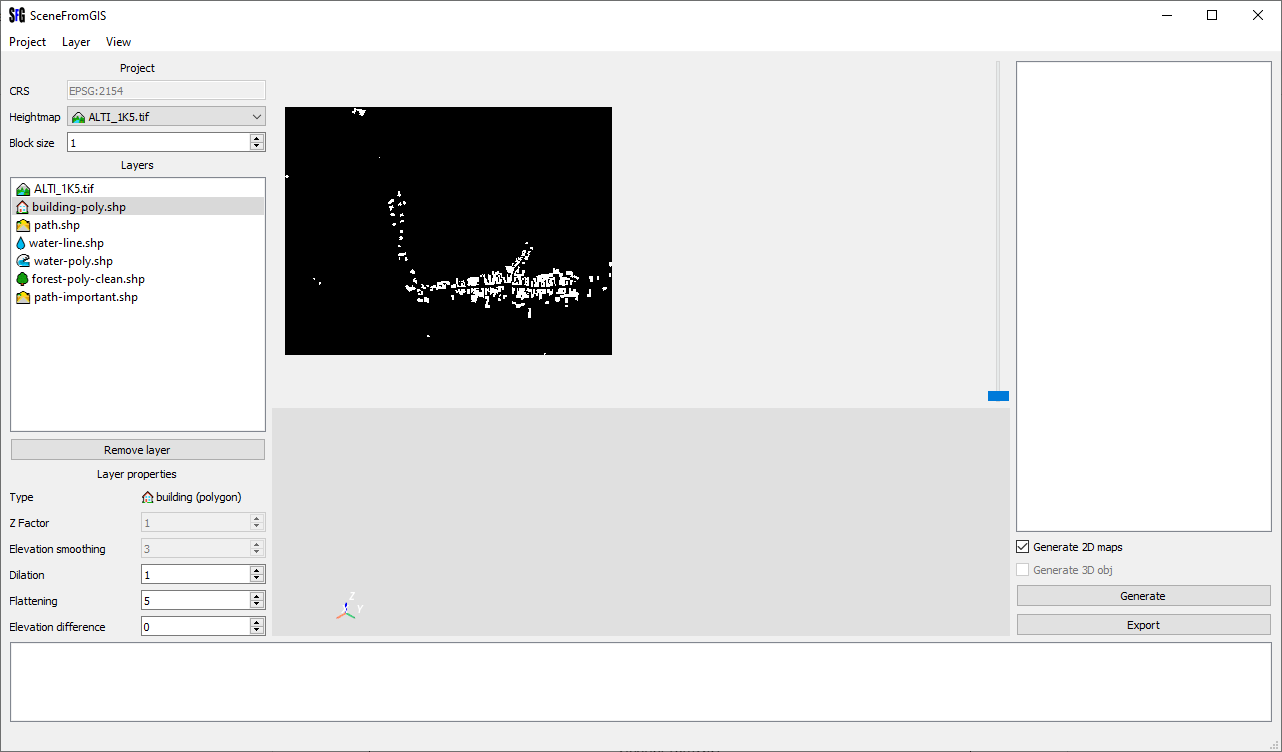 SFG SceneFromGIS
Project Layer View
Project
CRS EPSG:2154
Heightmap ALTI_1K5.tif
Block size 1
Layers
ALTI_1K5.tif
building-poly.shp
path.shp
water-line.shp
water-poly.shp
forest-poly-clean.shp
path-important.shp
Remove layer
Layer properties
Type building (polygon)
Z Factor 1
Elevation smoothing 3
Dilation 1
Flattening 5
Elevation difference 0
Z
Y
Generate 2D maps
Generate 3D obj
Generate
Export